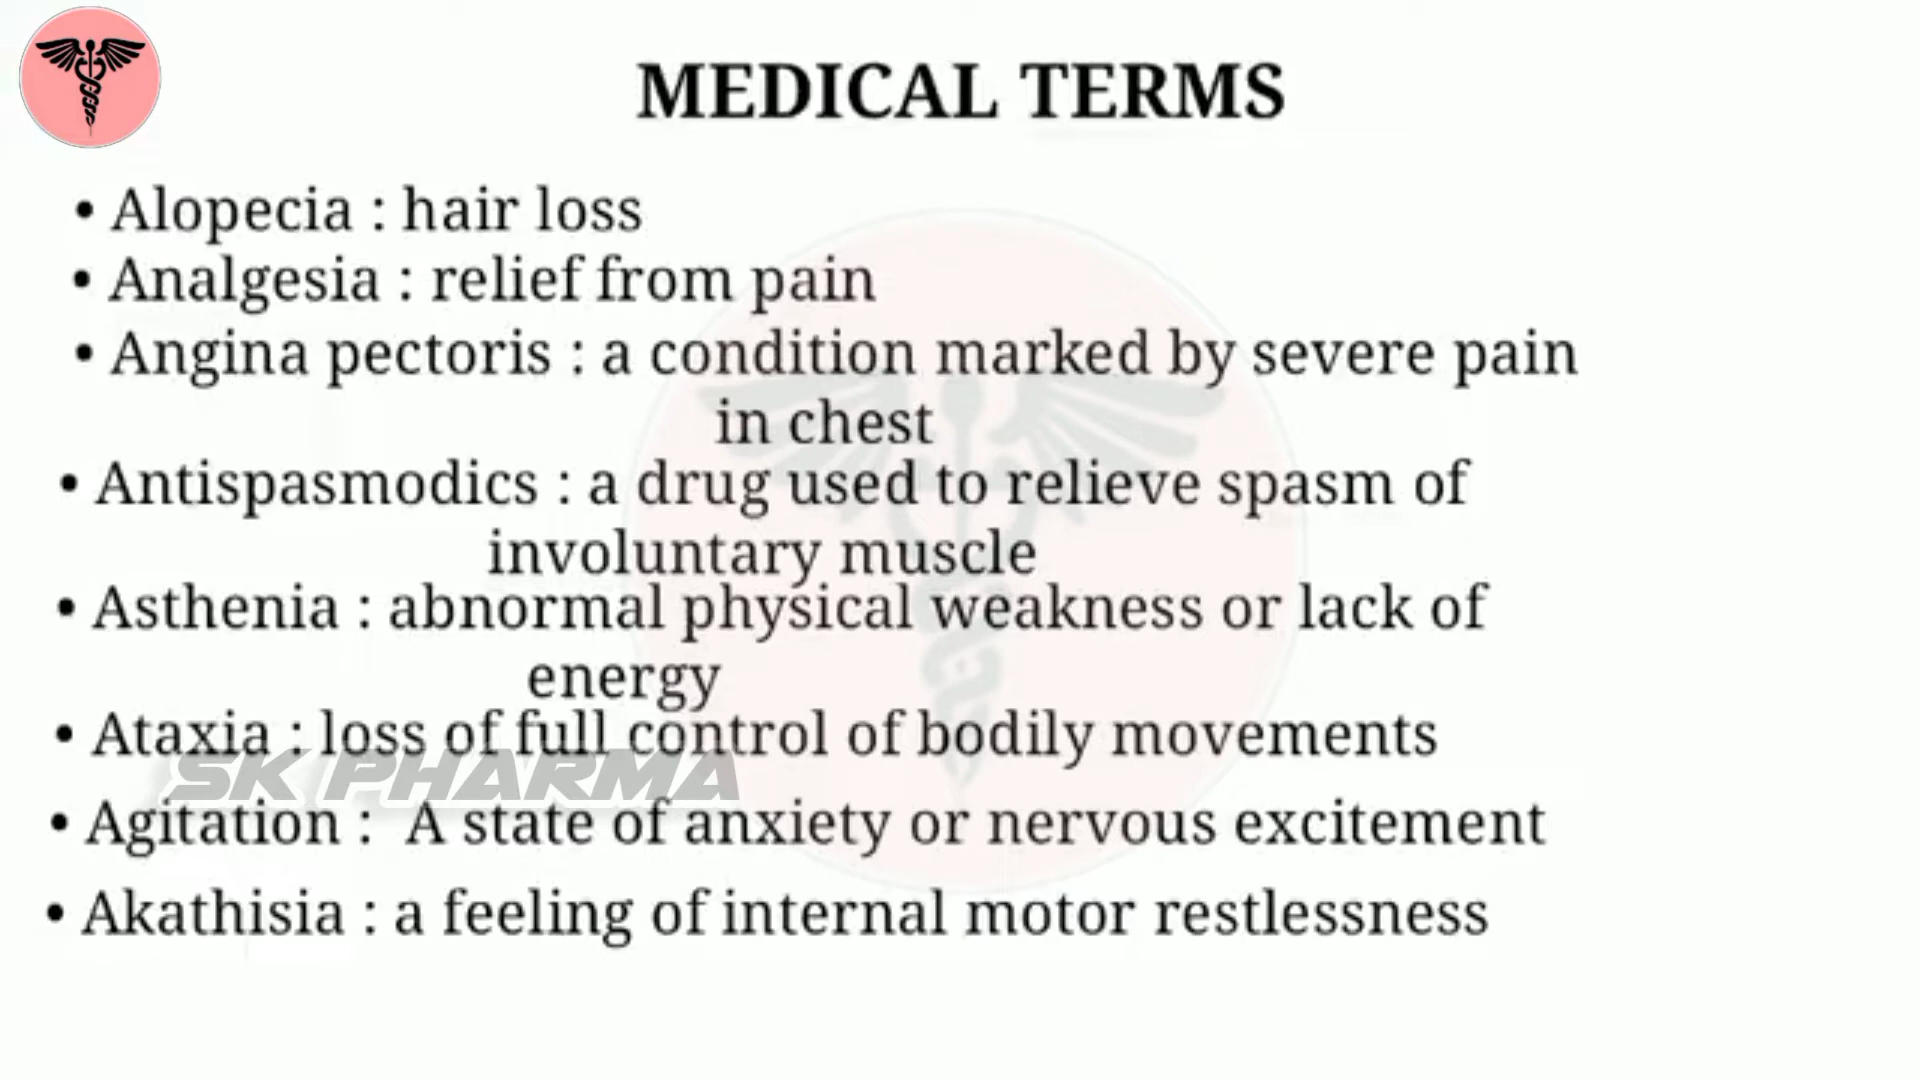 MEDICAL TERMS
• Alopecia : hair loss
• Analgesia : relief from pain
• Angina pectoris : a condition marked by severe pain
in chest
• Antispasmodics : a drug used to relieve spasm of
involuntary muscle
• Asthenia : abnormal physical weakness or lack of
energy
• Ataxia : loss of full control of bodily movements
SK PHARMA
• Agitation : A state of anxiety or nervous excitement
• Akathisia : a feeling of internal motor restlessness